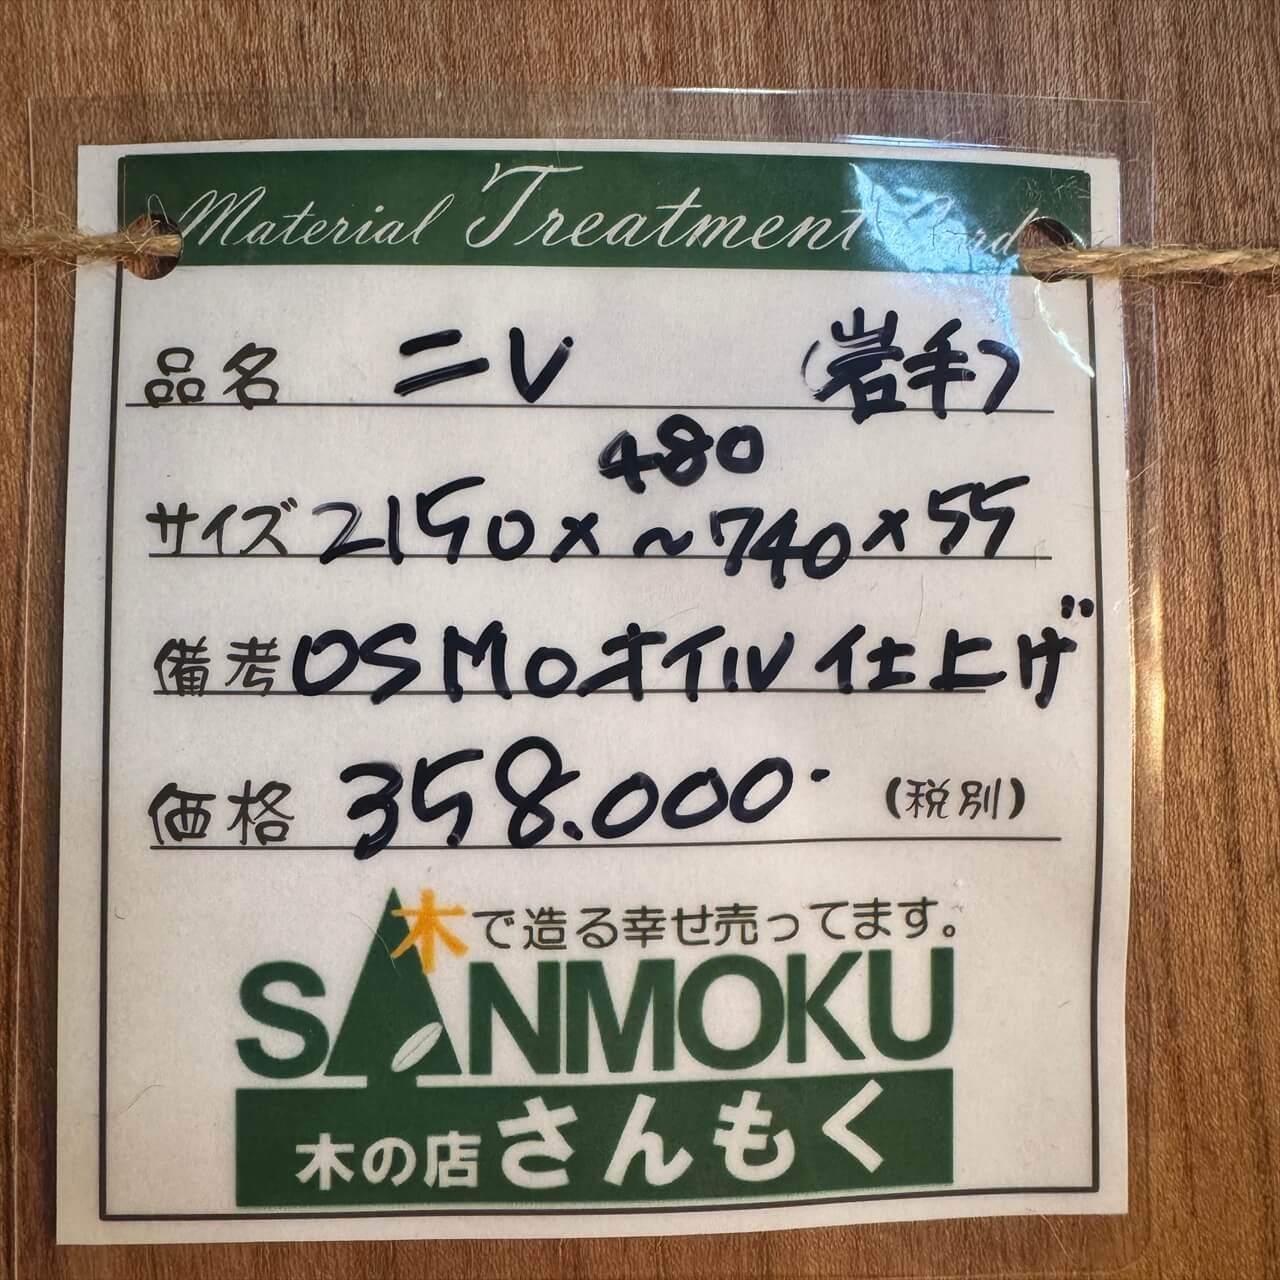 Material Treatment Card
品名 ニレ (岩手)
480
サイズ 2150×~740×55
備考 OSMOオイル仕上げ
価格 358.000- (税別)
木で造る幸せ売ってます。
SANMOKU
木の店さんもく